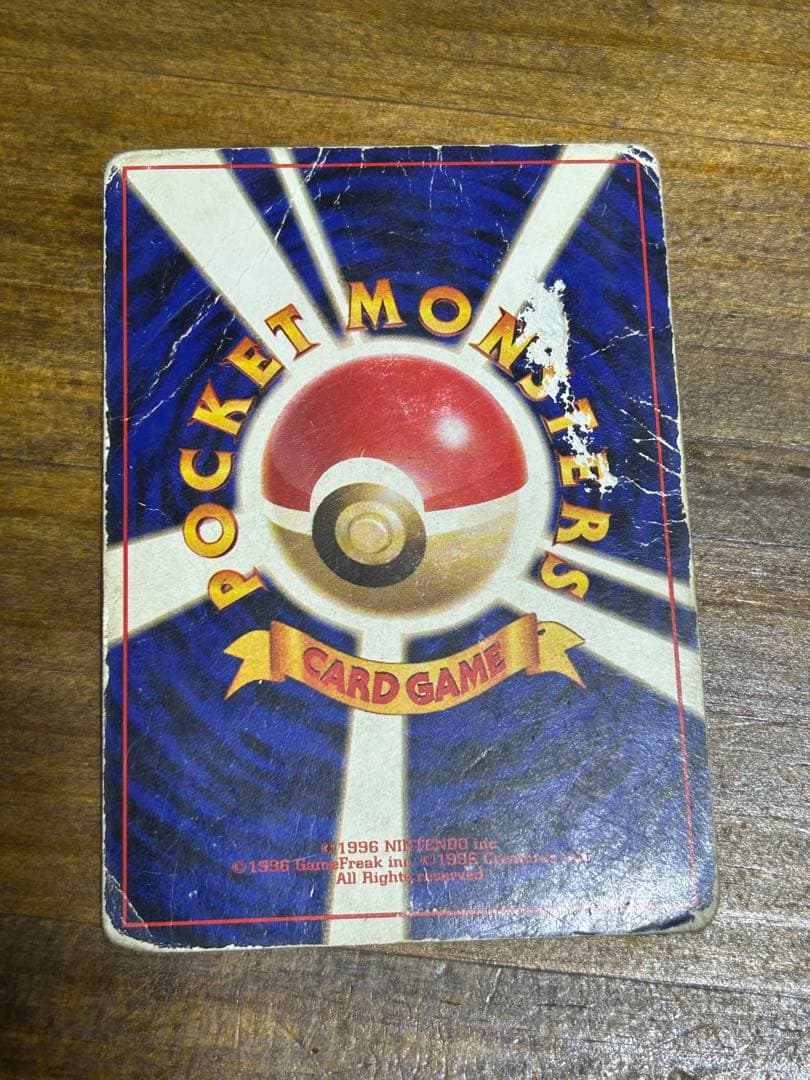 POCKET MONSTERS
CARD GAME
©1996 NINTENDO inc.
©1996 GameFreak inc. ©1996 Creatures inc.
All Rights reserved